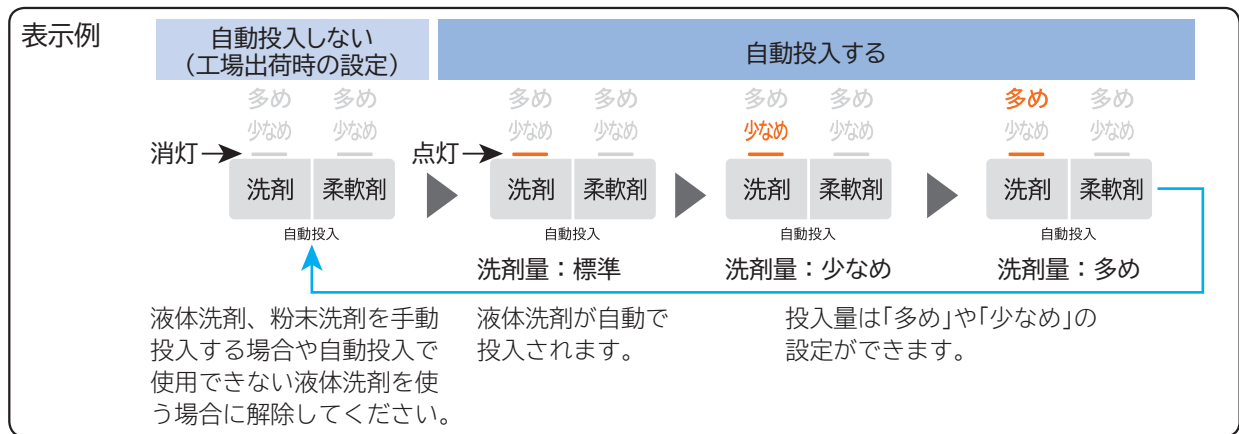 表示例
自動投入しない
（工場出荷時の設定）
自動投入する
多め 多め
少なめ 少なめ
消灯
洗剤 柔軟剤
自動投入
多め 多め
少なめ 少なめ
点灯
洗剤 柔軟剤
自動投入
洗剤量：標準
多め 多め
少なめ 少なめ
洗剤 柔軟剤
自動投入
洗剤量：少なめ
多め 多め
少なめ 少なめ
洗剤 柔軟剤
自動投入
洗剤量：多め
液体洗剤、粉末洗剤を手動
投入する場合や自動投入で
使用できない液体洗剤を使
う場合に解除してください。
液体洗剤が自動で
投入されます。
投入量は｢多め｣や｢少なめ｣の
設定ができます。